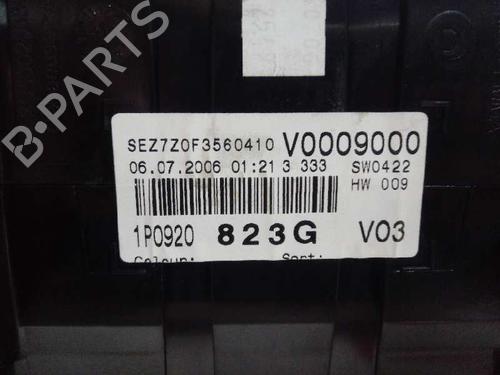 SEZ7Z0F3560410 V0009000
06.07.2006 01:21 3 333 SW0422
HW 009
1P0920 823G V03
Colour: Sort:
B PARTS